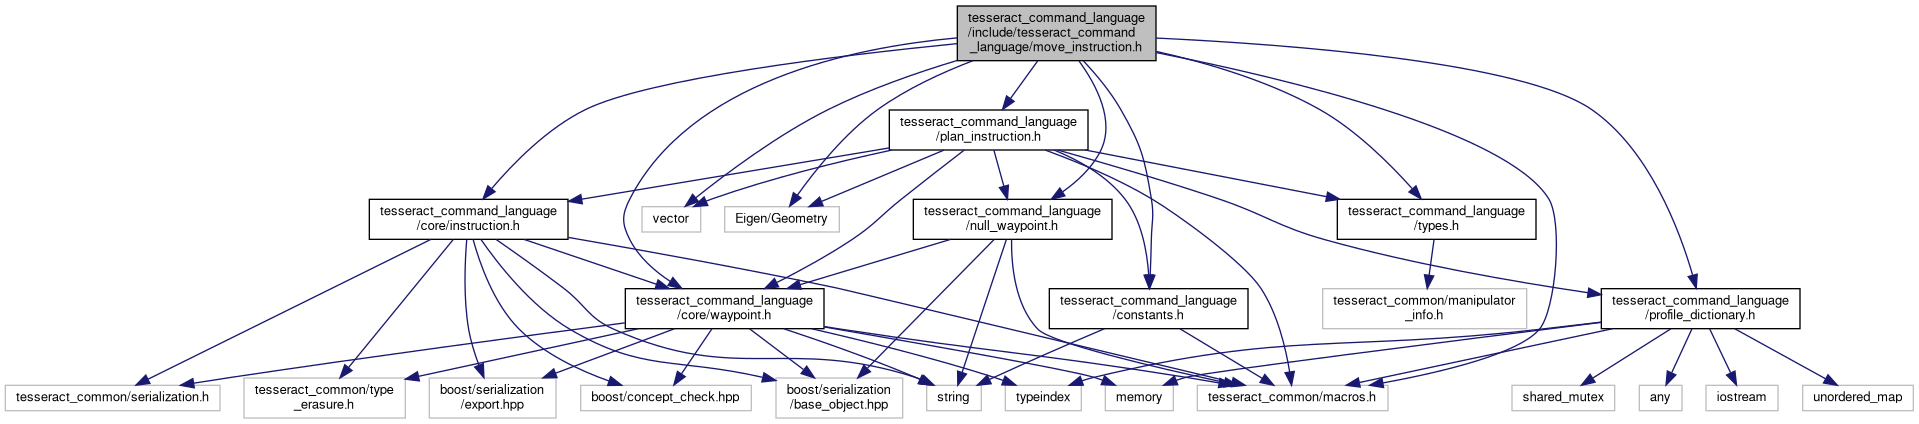 tesseract_command_language
/include/tesseract_command
_language/move_instruction.h
tesseract_command_language
/plan_instruction.h
tesseract_command_language
/core/instruction.h
vector
Eigen/Geometry
tesseract_command_language
/null_waypoint.h
tesseract_command_language
/types.h
tesseract_command_language
/core/waypoint.h
tesseract_command_language
/constants.h
tesseract_common/manipulator
_info.h
tesseract_command_language
/profile_dictionary.h
tesseract_common/serialization.h
tesseract_common/type
_erasure.h
boost/serialization
/export.hpp
boost/concept_check.hpp
boost/serialization
/base_object.hpp
string
typeindex
memory
tesseract_common/macros.h
shared_mutex
any
iostream
unordered_map